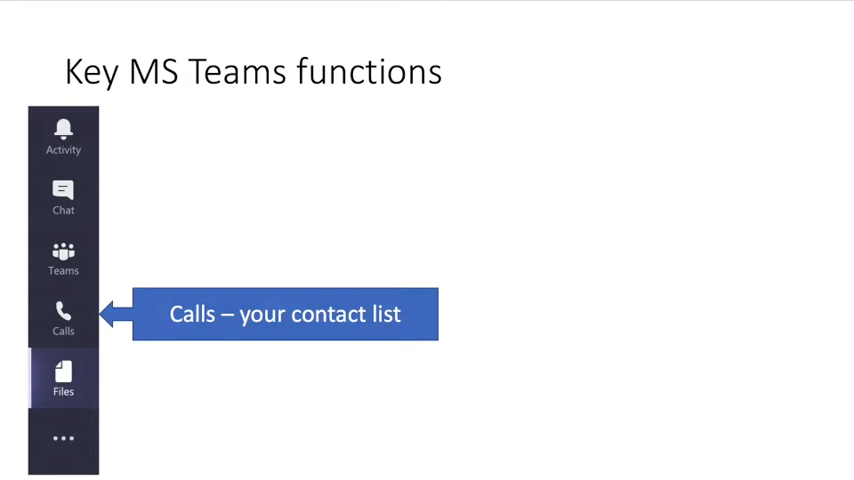 Key MS Teams functions
Activity
Chat
Teams
Calls
Calls – your contact list
Files